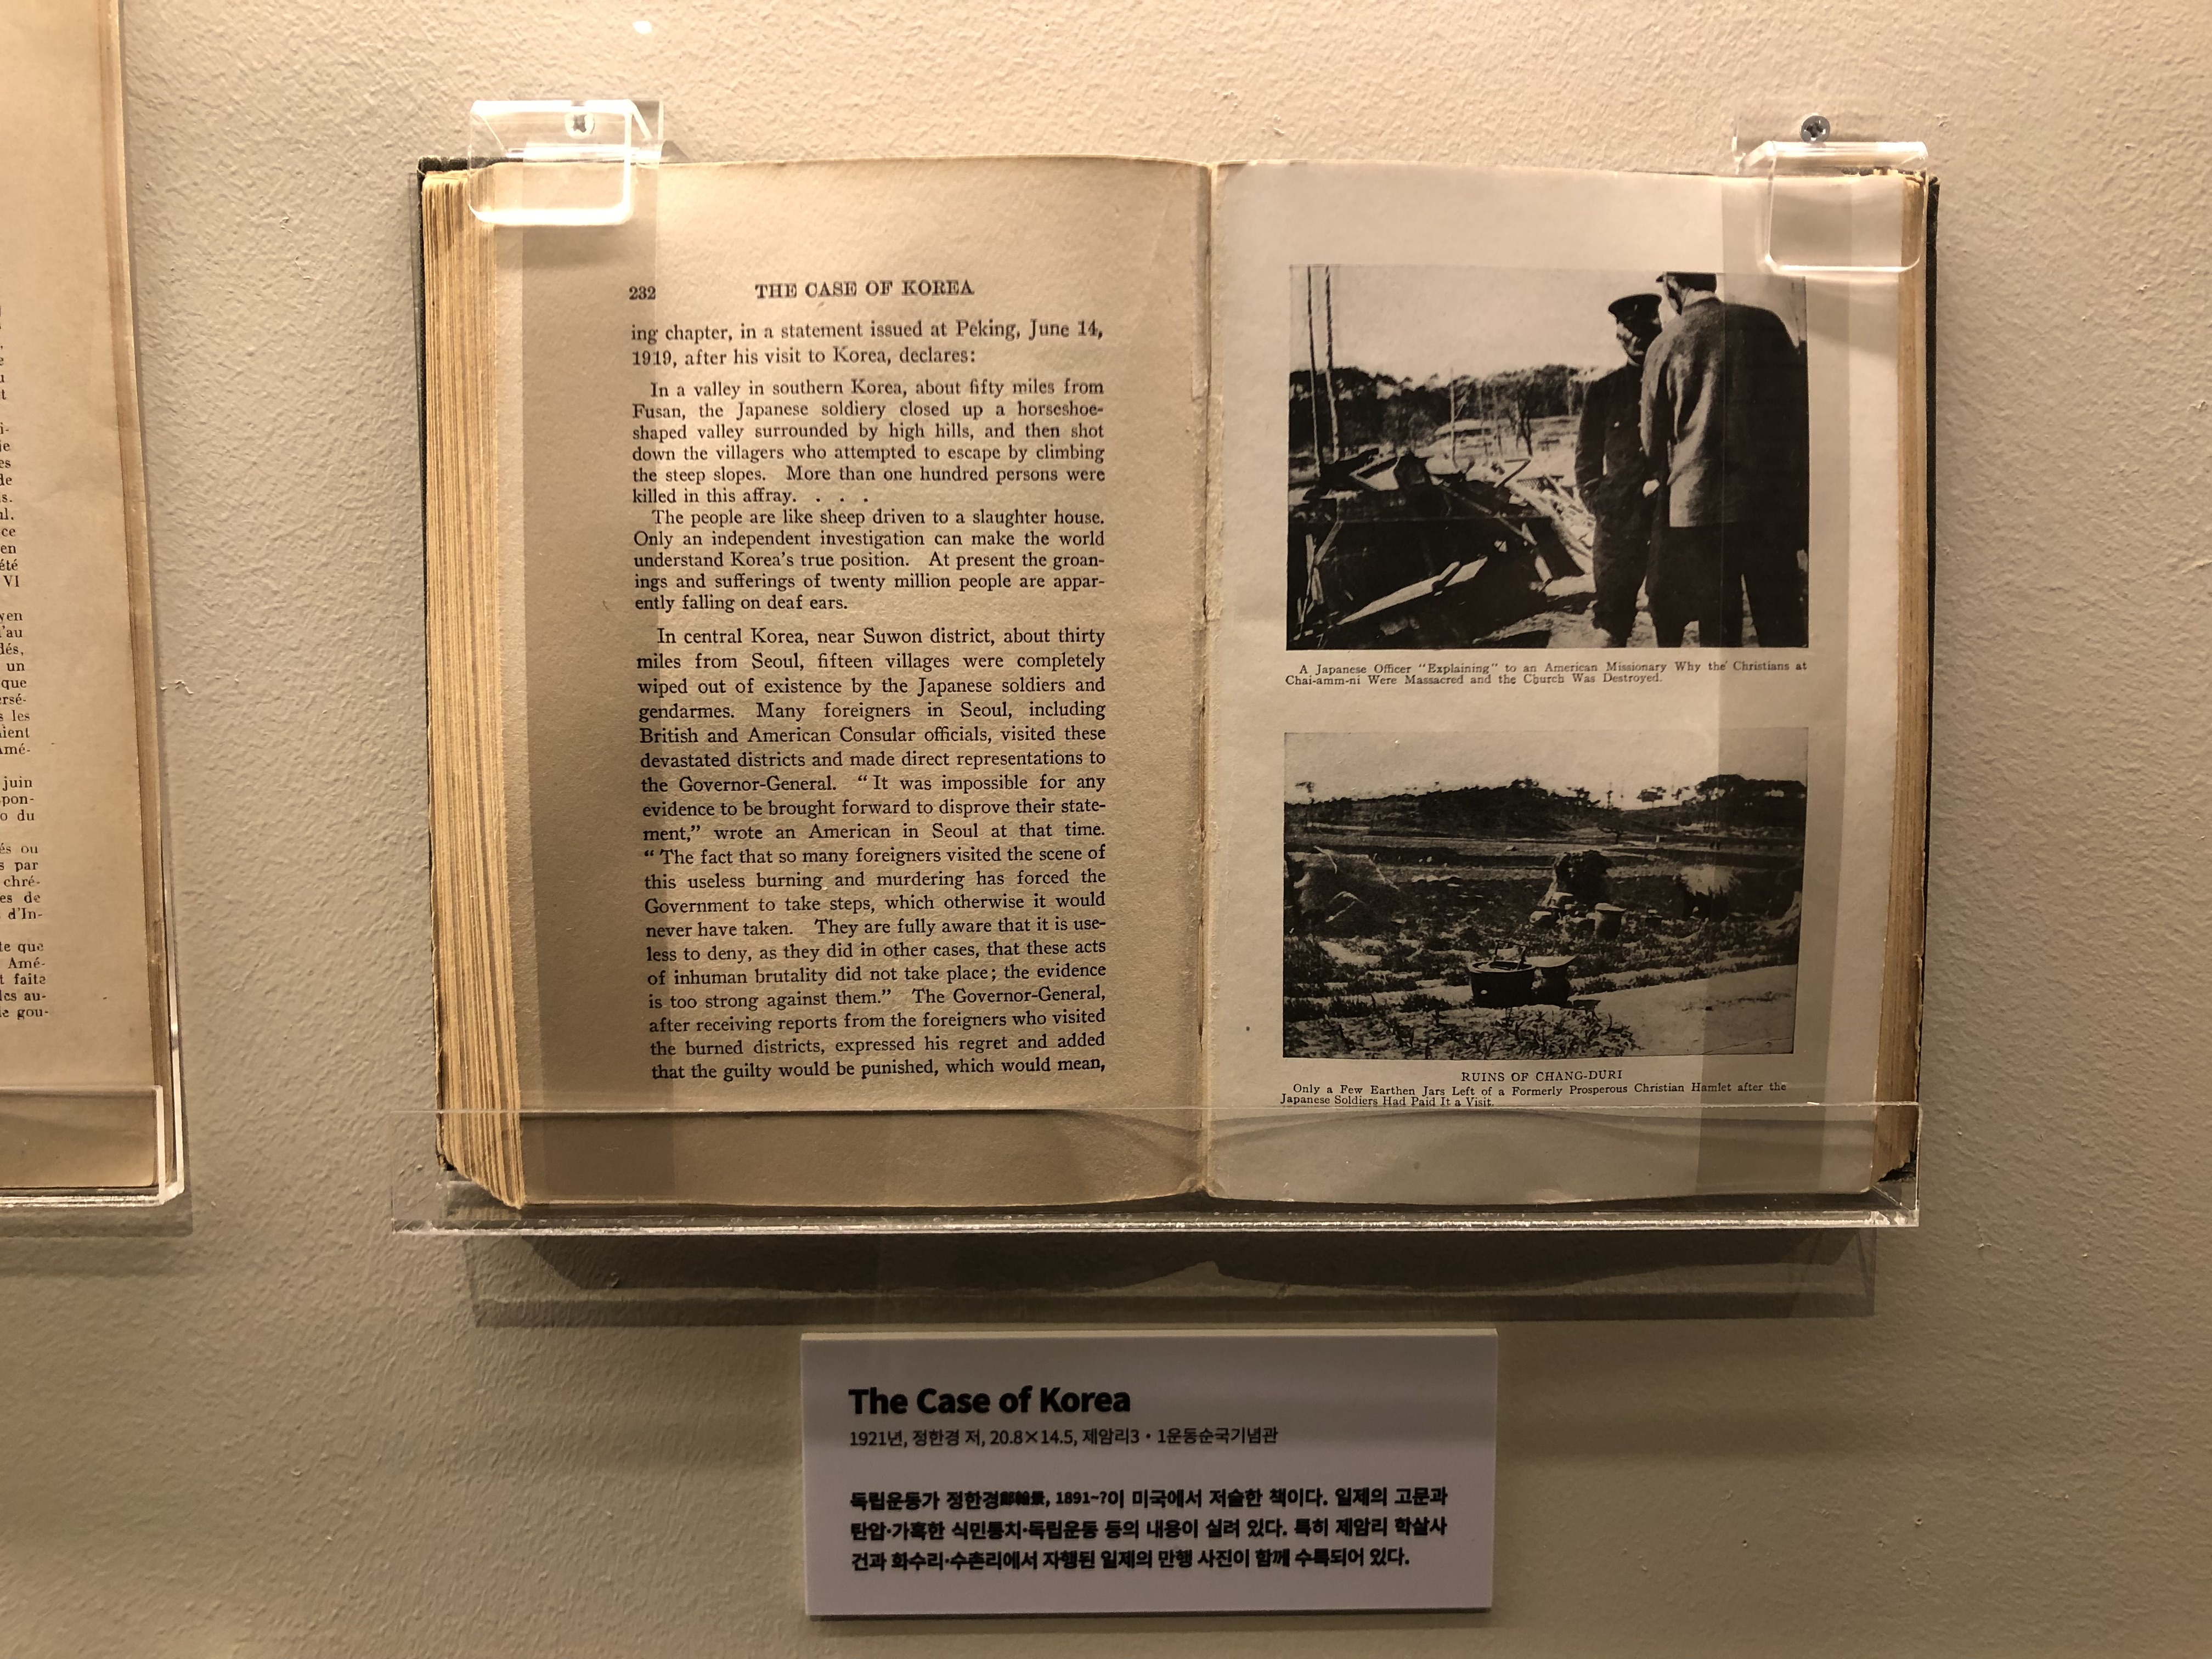 VI
juin
232 THE CASE OF KOREA
ing chapter, in a statement issued at Peking, June 14,
1919, after his visit to Korea, declares:
In a valley in southern Korea, about fifty miles from
Fusan, the Japanese soldiery closed up a horseshoe-
shaped valley surrounded by high hills, and then shot
down the villagers who attempted to escape by climbing
the steep slopes. More than one hundred persons were
killed in this affray. . . .
The people are like sheep driven to a slaughter house.
Only an independent investigation can make the world
understand Korea's true position. At present the groan-
ings and sufferings of twenty million people are appar-
ently falling on deaf ears.
In central Korea, near Suwon district, about thirty
miles from Seoul, fifteen villages were completely
wiped out of existence by the Japanese soldiers and
gendarmes. Many foreigners in Seoul, including
British and American Consular officials, visited these
devastated districts and made direct representations to
the Governor-General. "It was impossible for any
evidence to be brought forward to disprove their state-
ment," wrote an American in Seoul at that time.
"The fact that so many foreigners visited the scene of
this useless burning and murdering has forced the
Government to take steps, which otherwise it would
never have taken. They are fully aware that it is use-
less to deny, as they did in other cases, that these acts
of inhuman brutality did not take place; the evidence
is too strong against them." The Governor-General,
after receiving reports from the foreigners who visited
the burned districts, expressed his regret and added
that the guilty would be punished, which would mean,
A Japanese Officer "Explaining" to an American Missionary Why the Christians at
Chai-amm-ni Were Massacred and the Church Was Destroyed.
RUINS OF CHANG-DURI
Only a Few Earthen Jars Left of a Formerly Prosperous Christian Hamlet after the
Japanese Soldiers Had Paid It a Visit.
The Case of Korea
1921년, 정한경 저, 20.8×14.5, 제암리3・1운동순국기념관
독립운동가 정한경鄭翰景, 1891~?이 미국에서 저술한 책이다. 일제의 고문과
탄압·가혹한 식민통치·독립운동 등의 내용이 실려 있다. 특히 제암리 학살사
건과 화수리·수촌리에서 자행된 일제의 만행 사진이 함께 수록되어 있다.